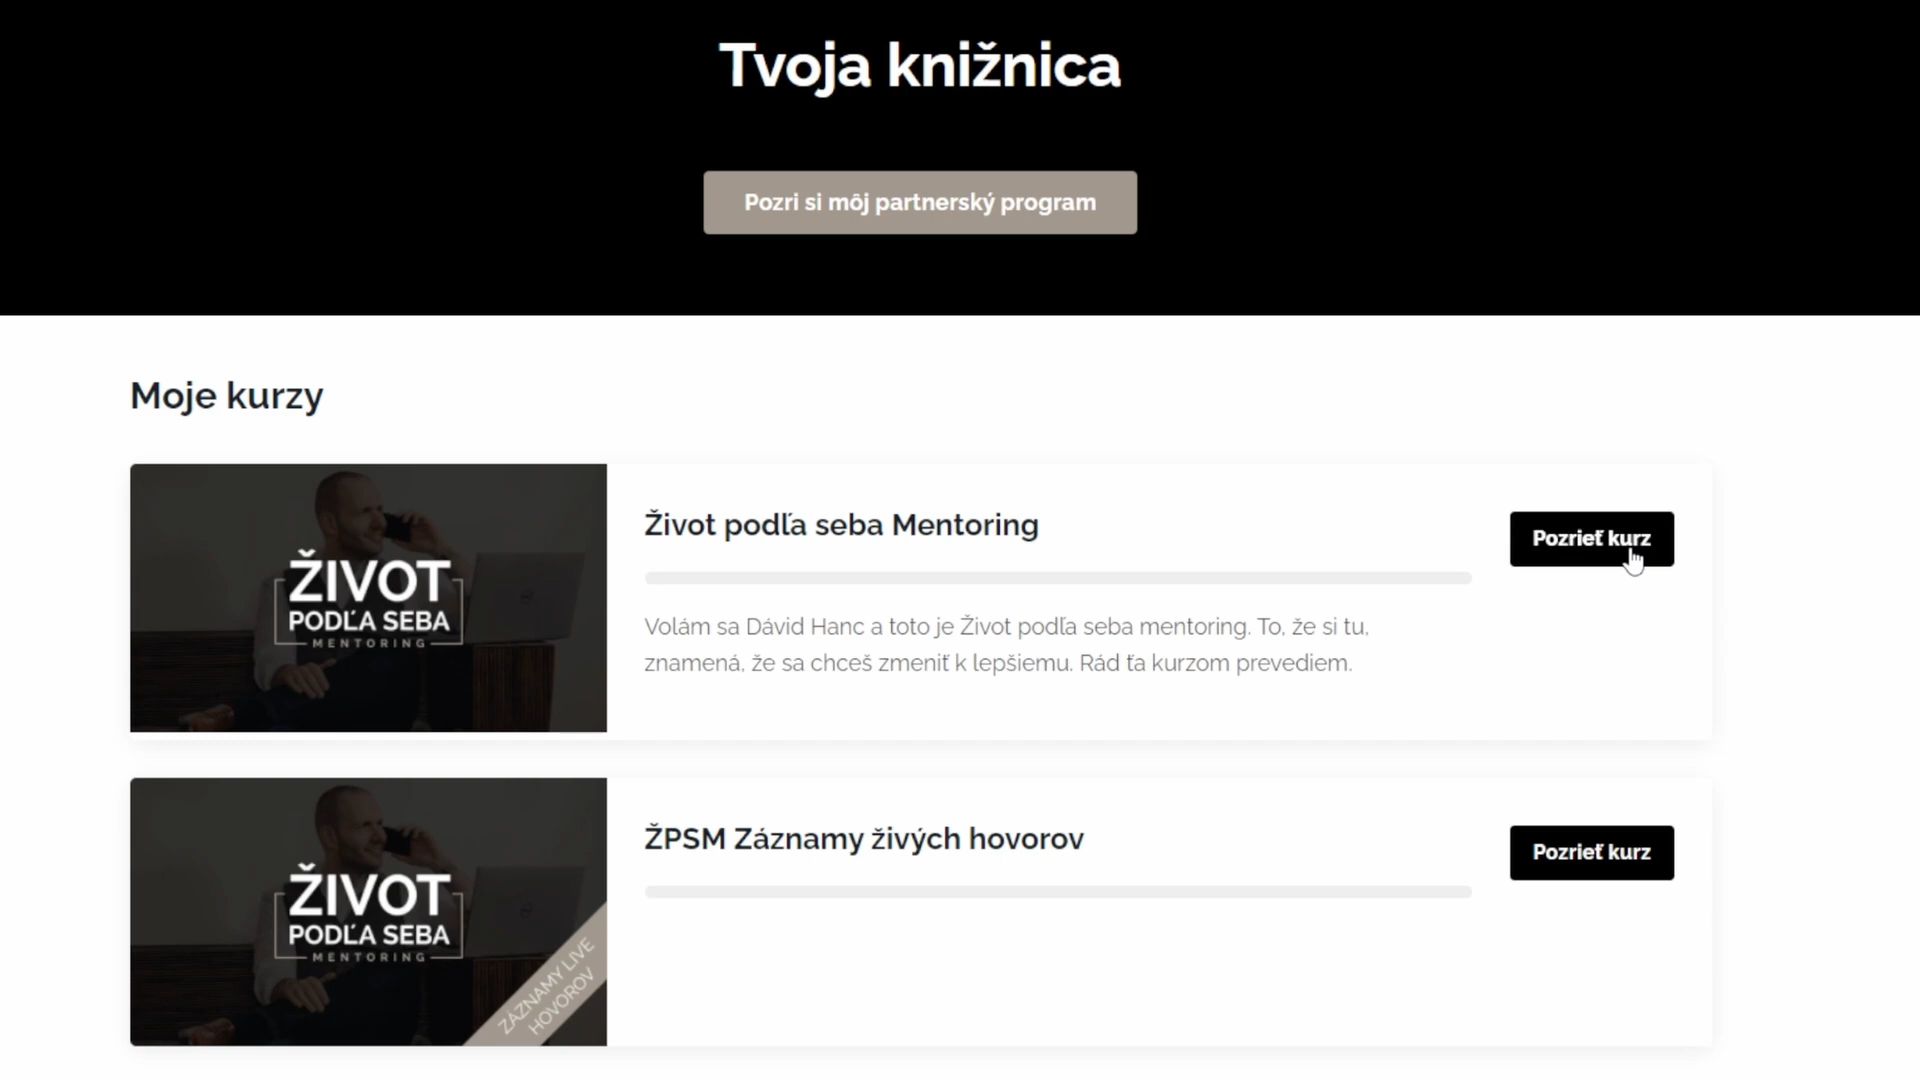 Tvoja knižnica
Pozri si môj partnerský program
Moje kurzy
ŽIVOT
PODĽA SEBA
MENTORING
Život podľa seba Mentoring
Pozrieť kurz
Volám sa Dávid Hanc a toto je Život podľa seba mentoring. To, že si tu,
znamená, že sa chceš zmeniť k lepšiemu. Rád ťa kurzom prevediem.
ŽIVOT
PODĽA SEBA
MENTORING
ZÁZNAMY LIVE
HOVOROV
ŽPSM Záznamy živých hovorov
Pozrieť kurz